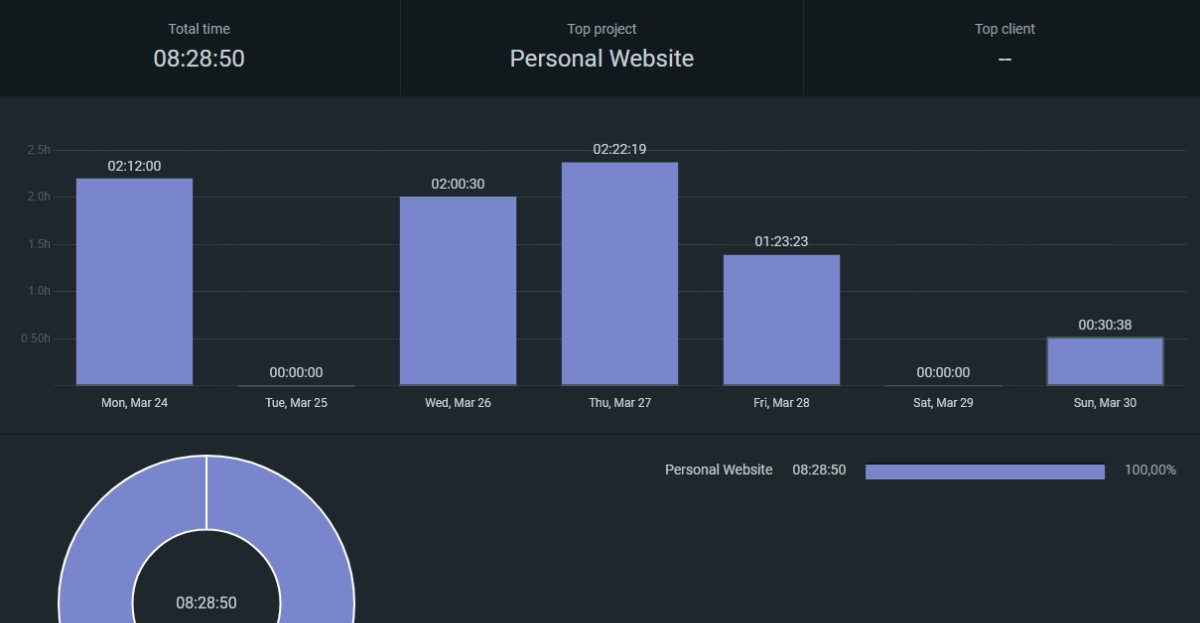 Total time
08:28:50
Top project
Personal Website
Top client
--
2.5h
2.0h
1.5h
1.0h
0.50h
02:12:00
00:00:00
02:00:30
02:22:19
01:23:23
00:00:00
00:30:38
Mon, Mar 24
Tue, Mar 25
Wed, Mar 26
Thu, Mar 27
Fri, Mar 28
Sat, Mar 29
Sun, Mar 30
Personal Website 08:28:50 100,00%
08:28:50